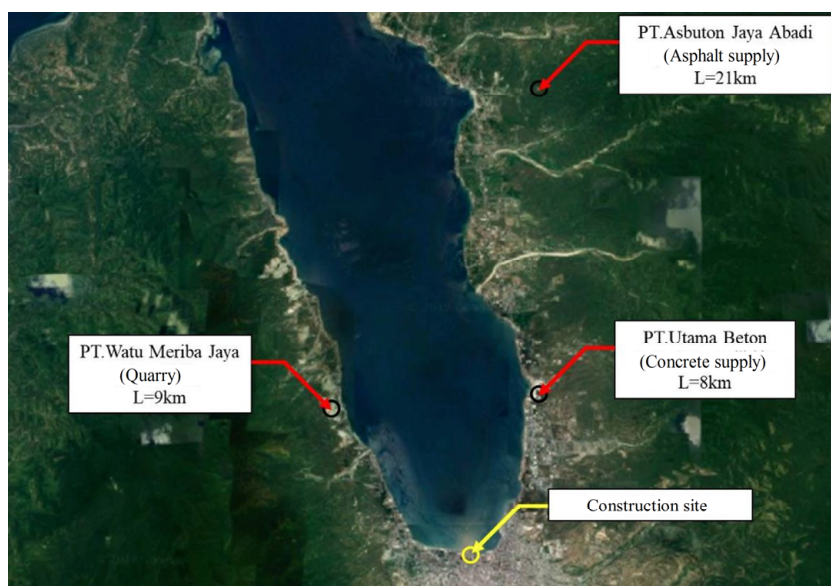 PT.Asbuton Jaya Abadi
(Asphalt supply)
L=21km
PT.Utama Beton
(Concrete supply)
L=8km
PT.Watu Meriba Jaya
(Quarry)
L=9km
Construction site